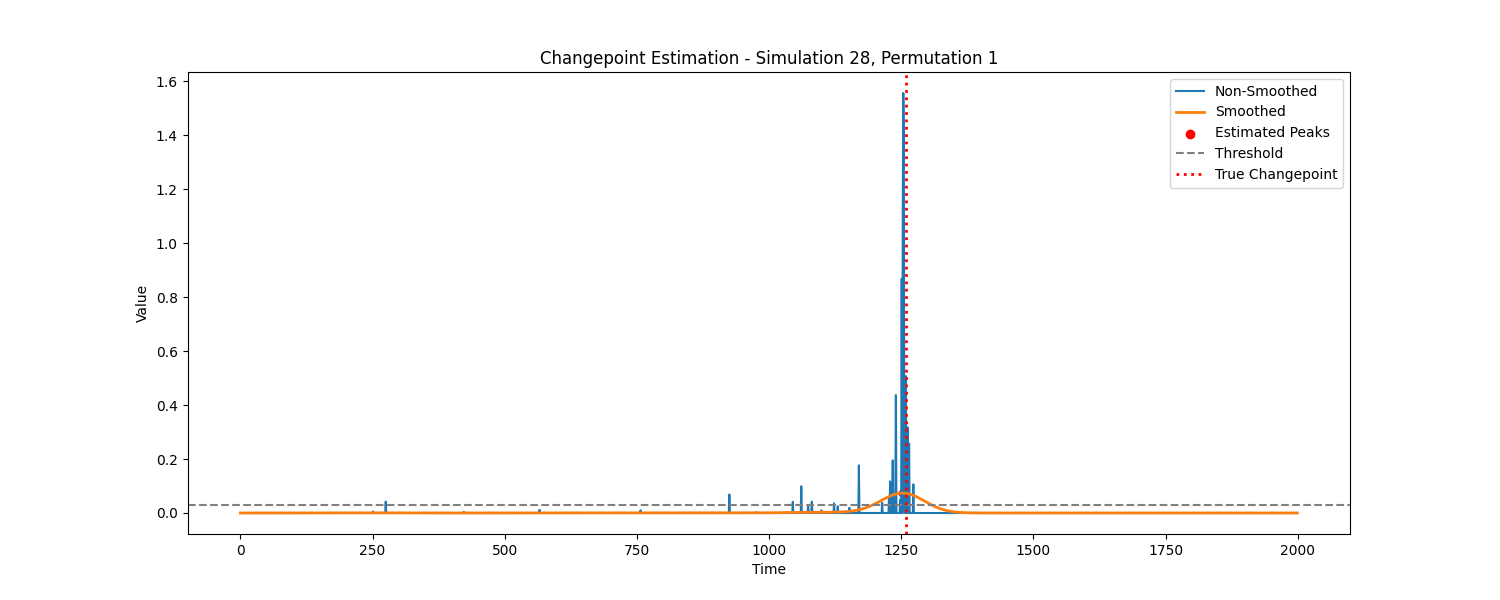 Changepoint Estimation - Simulation 28, Permutation 1
1.6
1.4
1.2
1.0
0.8
0.6
0.4
0.2
0.0
Value
Non-Smoothed
Smoothed
Estimated Peaks
Threshold
True Changepoint
0 250 500 750 1000 1250 1500 1750 2000
Time